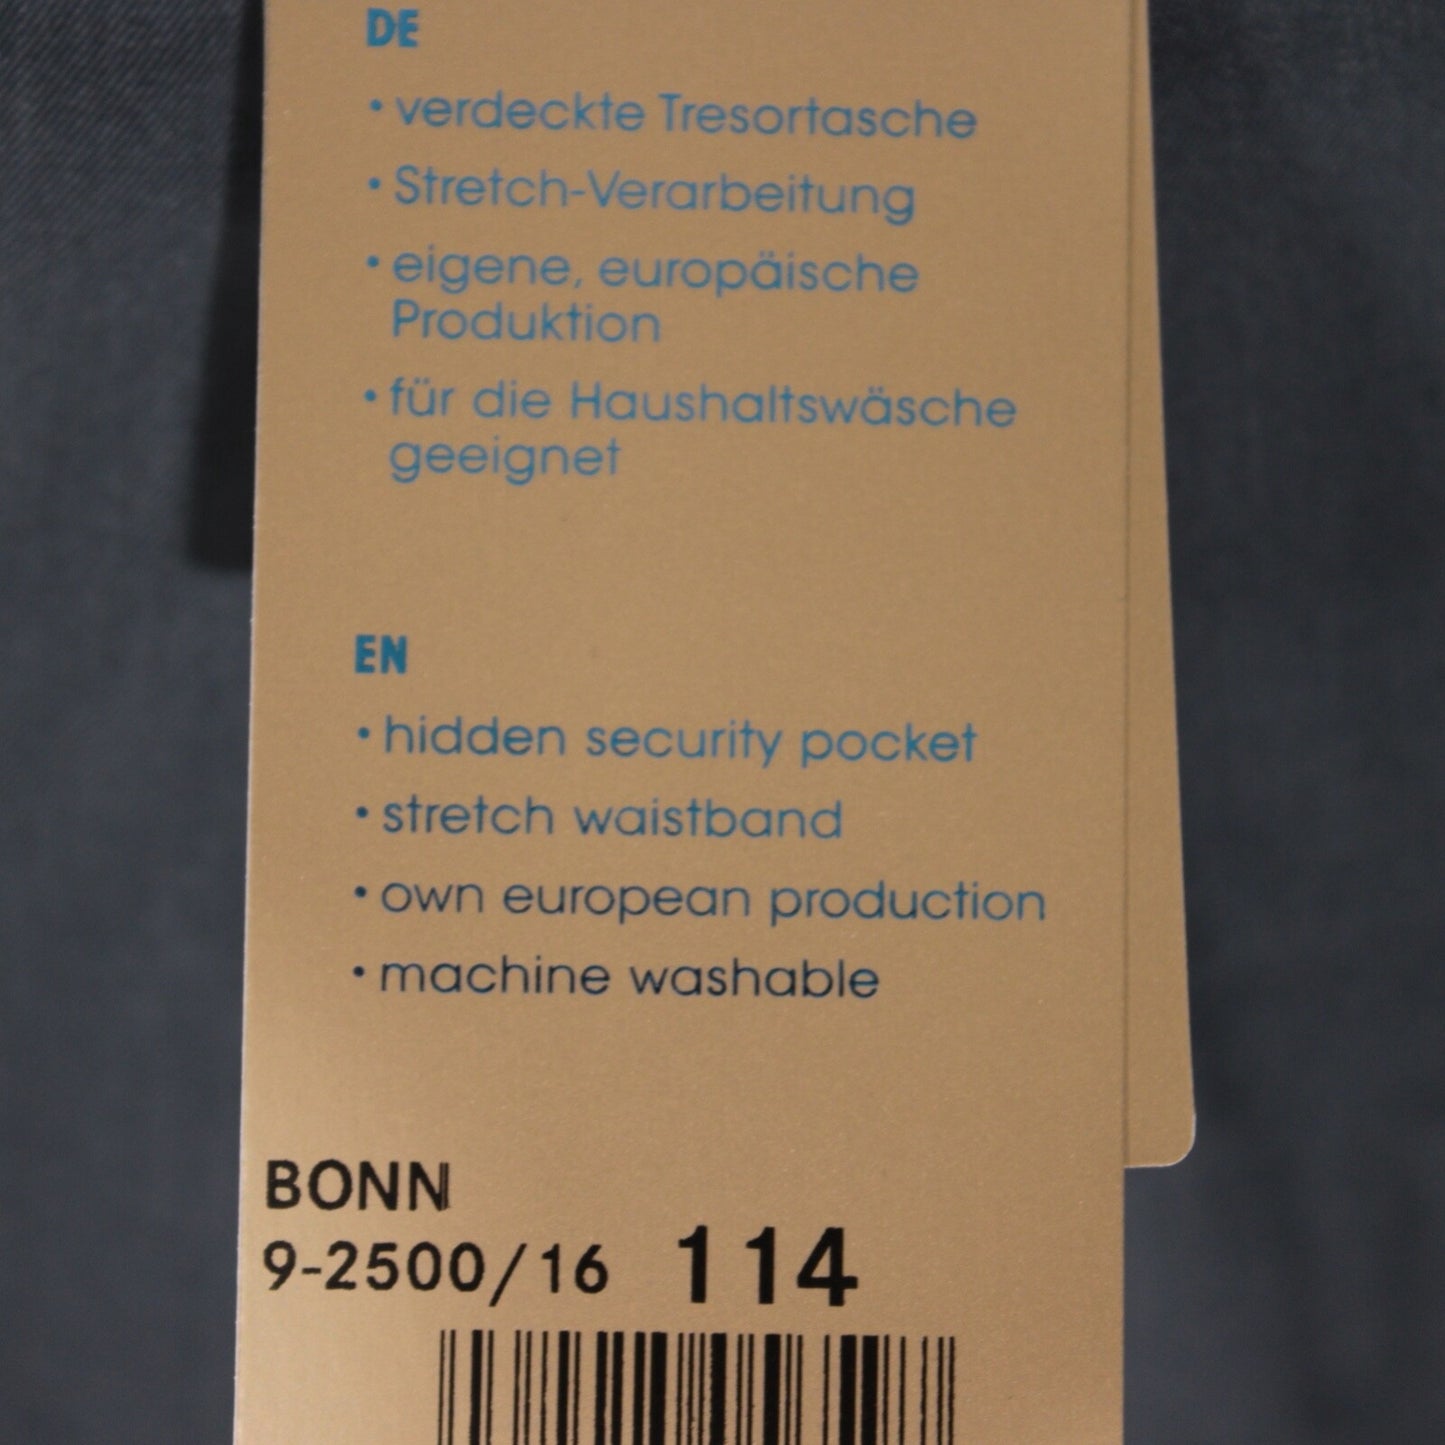 DE
• verdeckte Tresortasche
• Stretch-Verarbeitung
• eigene, europäische
Produktion
• für die Haushaltswäsche
geeignet
EN
• hidden security pocket
• stretch waistband
• own european production
• machine washable
BONN
9-2500/16 114